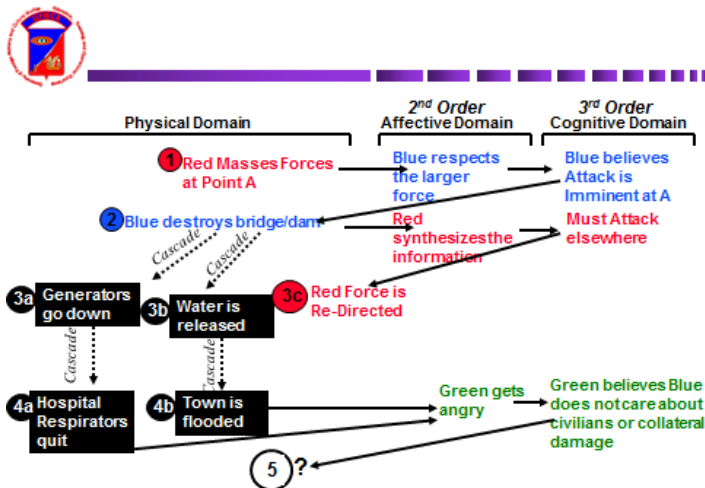 2nd Order
3rd Order
Physical Domain
Affective Domain
Cognitive Domain
1
Red Masses Forces
at Point A
Blue respects
the larger
force
Blue believes
Attack is
Imminent at A
2
Blue destroys bridge/dam
Red
synthesizesthe
information
Must Attack
elsewhere
Cascade
Cascade
3a
Generators
go down
3b
Water is
released
3c
Red Force is
Re-Directed
Cascade
Cascade
4a
Hospital
Respirators
quit
4b
Town is
flooded
Green gets
angry
Green believes Blue
does not care about
civilians or collateral
damage
5
?